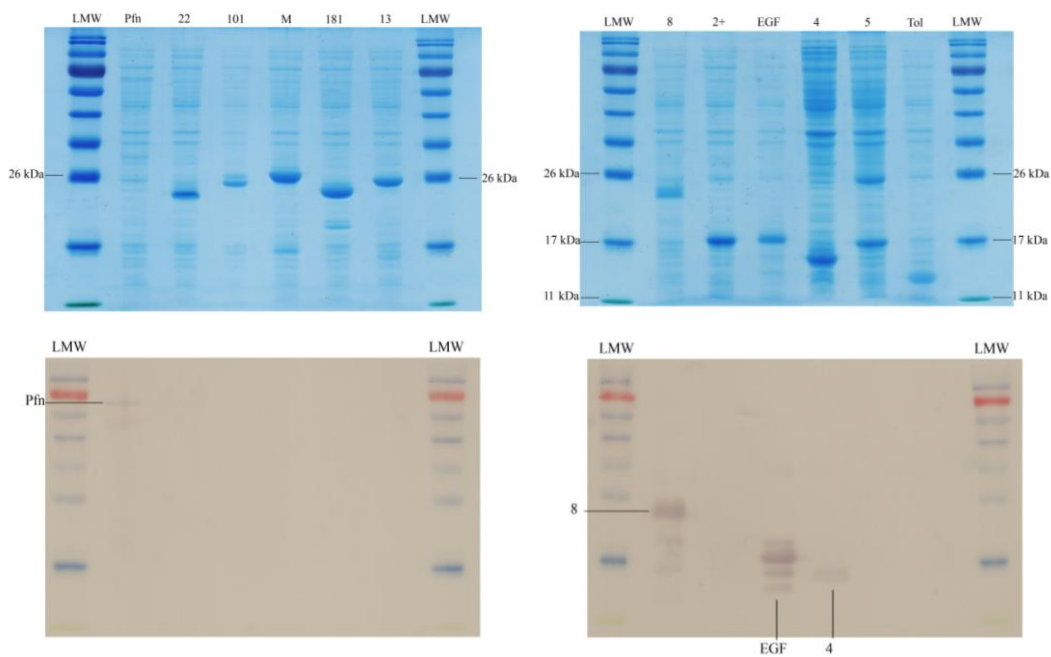 LMW Pfn 22 101 M 181 13 LMW
26 kDa 26 kDa
LMW 8 2+ EGF 4 5 Tol LMW
26 kDa 26 kDa
17 kDa 17 kDa
11 kDa 11 kDa
LMW LMW
Pfn
LMW LMW
8
EGF 4